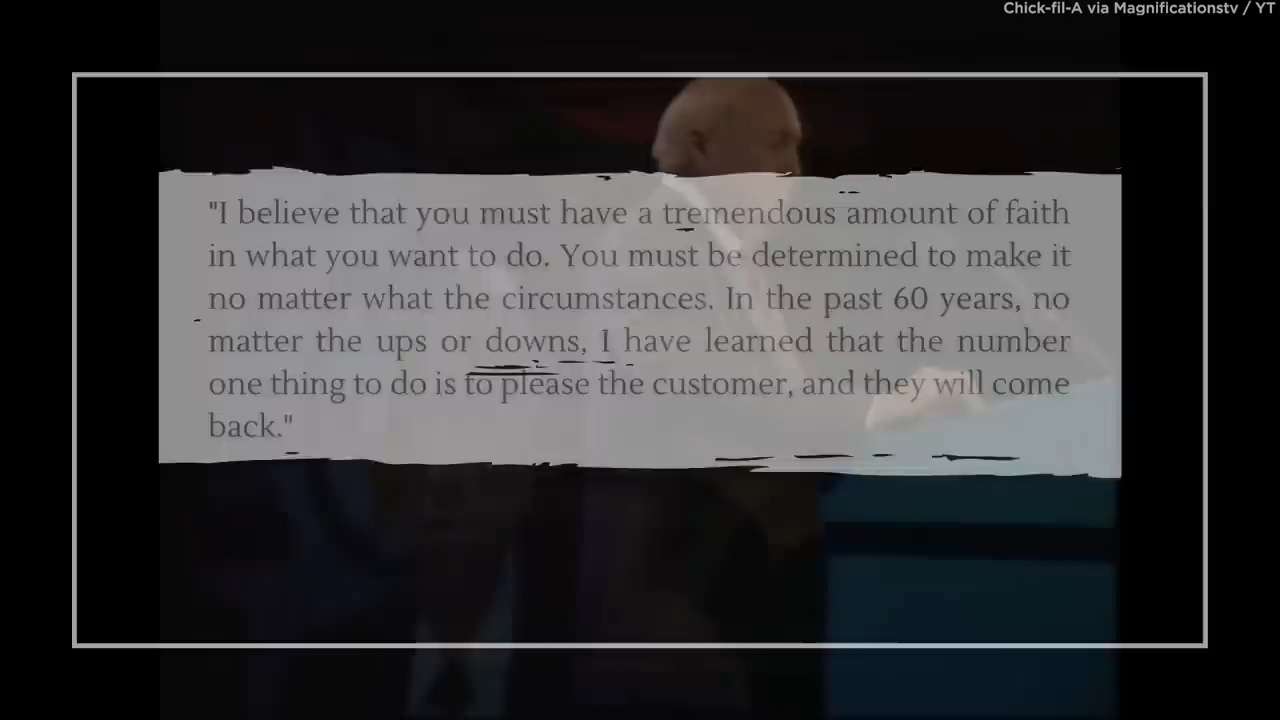 Chick-fil-A via Magnificationstv / YT
"I believe that you must have a tremendous amount of faith
in what you want to do. You must be determined to make it
no matter what the circumstances. In the past 60 years, no
matter the ups or downs, I have learned that the number
one thing to do is to please the customer, and they will come
back."